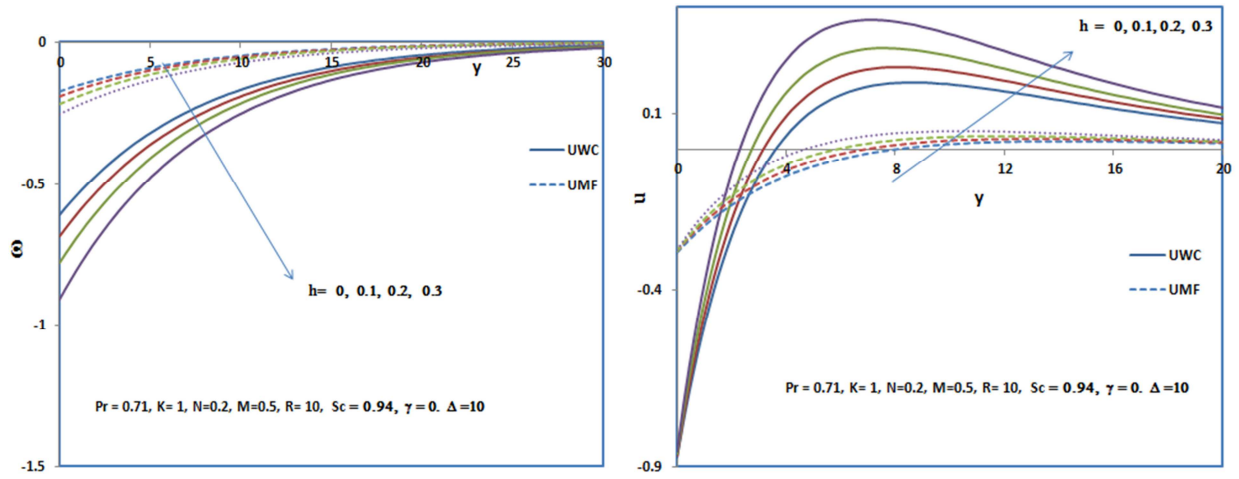 0
0
5
10
15
20
25
30
y
-0.5
-1
-1.5
ω
UWC
UMF
h= 0, 0.1, 0.2, 0.3
Pr = 0.71, K= 1, N=0.2, M=0.5, R= 10, Sc = 0.94, γ = 0. Δ =10
h = 0, 0.1, 0.2, 0.3
0.1
0
4
8
12
16
20
u
y
UWC
-0.4
UMF
Pr = 0.71, K= 1, N=0.2, M=0.5, R= 10, Sc = 0.94, γ = 0. Δ =10
-0.9